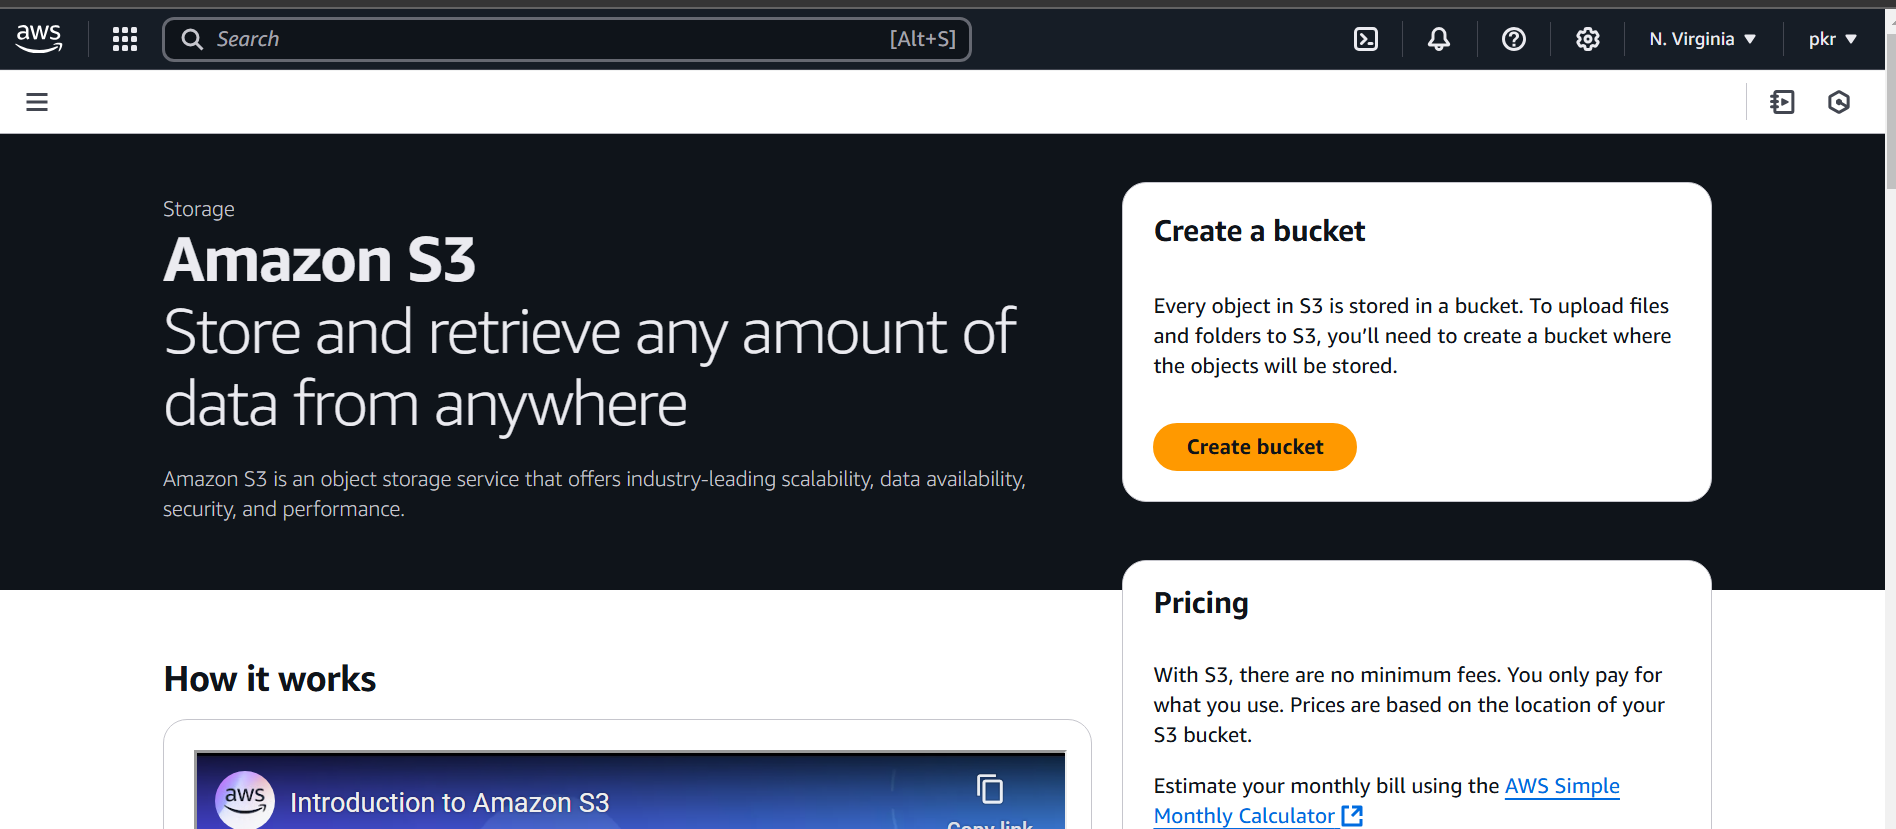 aws
Search
[Alt+S]
N. Virginia
pkr
Storage
Amazon S3
Store and retrieve any amount of
data from anywhere
Amazon S3 is an object storage service that offers industry-leading scalability, data availability,
security, and performance.
Create a bucket
Every object in S3 is stored in a bucket. To upload files
and folders to S3, you’ll need to create a bucket where
the objects will be stored.
Create bucket
Pricing
With S3, there are no minimum fees. You only pay for
what you use. Prices are based on the location of your
S3 bucket.
Estimate your monthly bill using the AWS Simple
Monthly Calculator
How it works
aws
Introduction to Amazon S3
Copy link